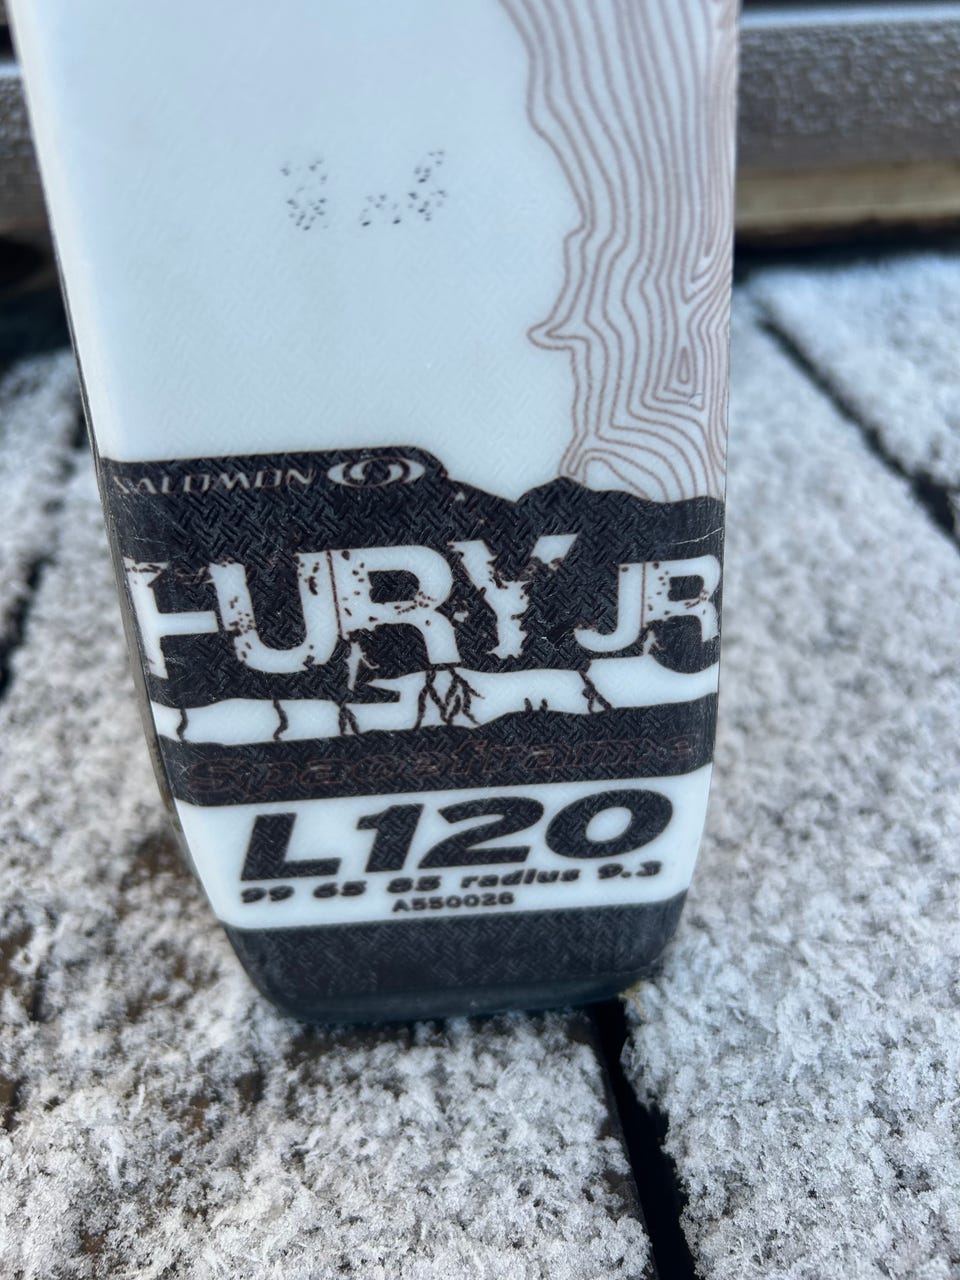 SALOMON
FURY JR
Spaceframe
L120
99 65 85 radius 9.3
A550026